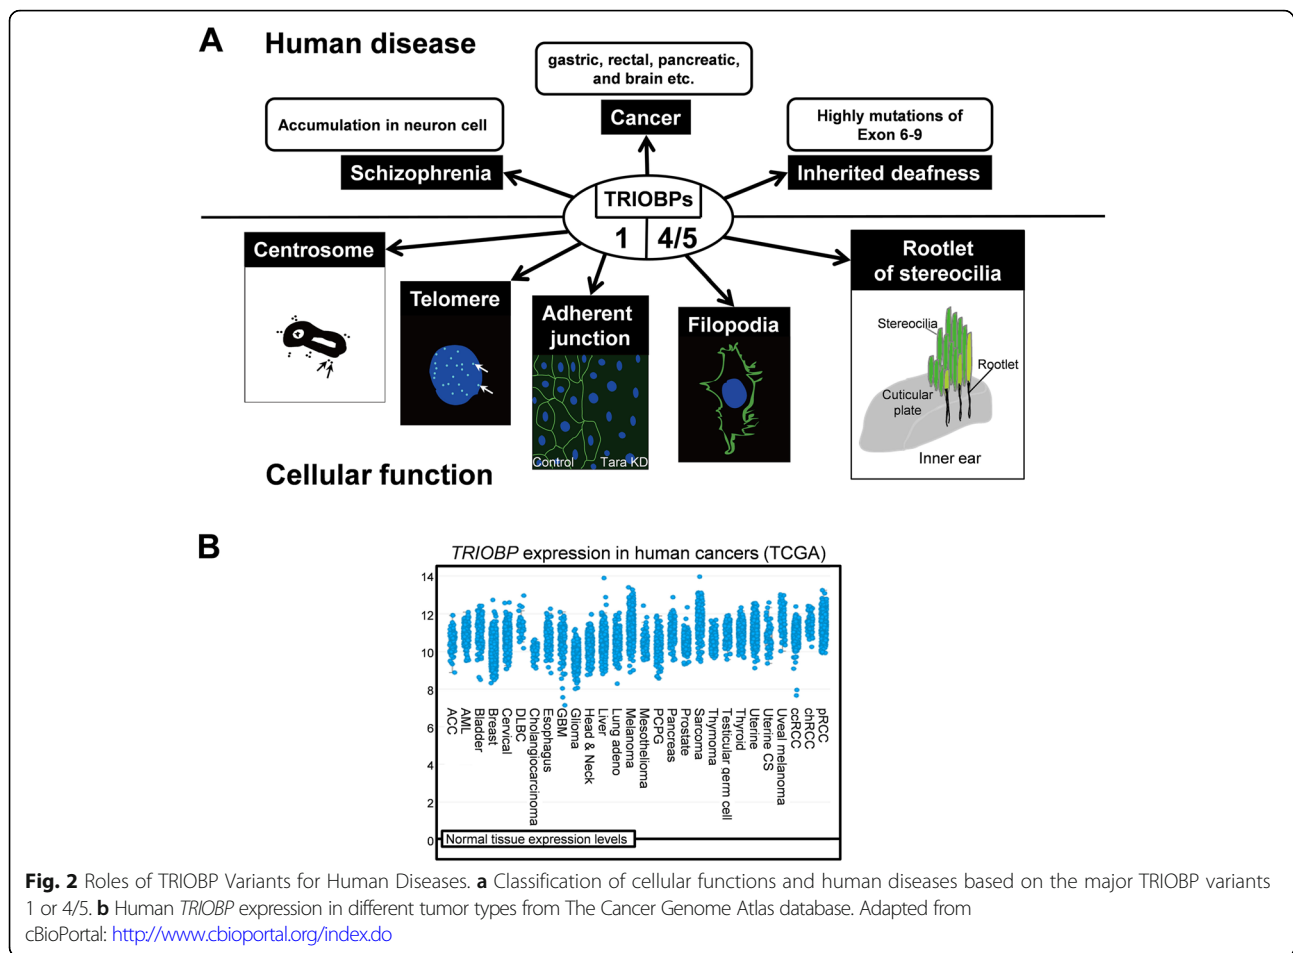 A
Human disease
gastric, rectal, pancreatic,
and brain etc.
Cancer
Accumulation in neuron cell
Schizophrenia
Highly mutations of
Exon 6-9
Inherited deafness
TRIOBPs
1
4/5
Centrosome
Telomere
Adherent
junction
Control
Tara KD
Filopodia
Rootlet
of stereocilia
Stereocilia
Rootlet
Cuticular
plate
Inner ear
Cellular function
B
TRIOBP expression in human cancers (TCGA)
14
12
10
8
6
4
2
0
ACC
AML
Bladder
Breast
Cervical
DLBC
Cholangiocarcinoma
Esophagus
GBM
Glioma
Head & Neck
Liver
Lung adeno
Melanoma
Mesothelioma
PCPG
Pancreas
Prostate
Sarcoma
Thymoma
Testicular germ cell
Thyroid
Uterine
Uterine CS
Uveal melanoma
ccRCC
chRCC
pRCC
Normal tissue expression levels
Fig. 2 Roles of TRIOBP Variants for Human Diseases. a Classification of cellular functions and human diseases based on the major TRIOBP variants
1 or 4/5. b Human TRIOBP expression in different tumor types from The Cancer Genome Atlas database. Adapted from
cBioPortal: http://www.cbioportal.org/index.do